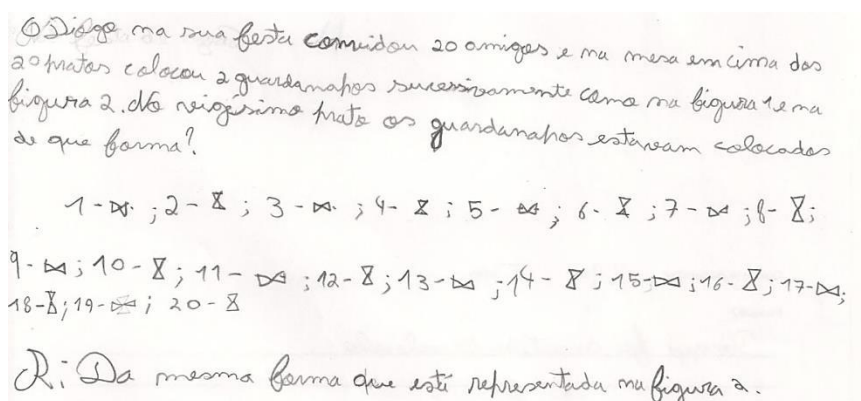 O Diogo na sua festa convidou 20 amigos e na mesa em cima dos
20 pratos colocou 2 guardanapos sucessivamente como na figura 1 e na
figura 2. No vigésimo prato os guardanapos estavam colocados
de que forma?
1-⋈ ; 2-⧖ ; 3-⋈ ; 4-⧖ ; 5-⋈ ; 6-⧖ ; 7-⋈ ; 8-⧖ ;
9-⋈ ; 10-⧖ ; 11-⋈ ; 12-⧖ ; 13-⋈ ; 14-⧖ ; 15-⋈ ; 16-⧖ ; 17-⋈ ;
18-⧖ ; 19-⋈ ; 20-⧖
R: Da mesma forma que está representada na figura 2.